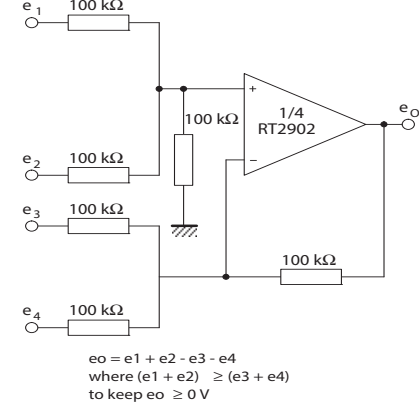 e1 100 kΩ
+
100 kΩ
1/4
RT2902
eO
e2 100 kΩ
−
e3 100 kΩ
100 kΩ
e4 100 kΩ
eo = e1 + e2 - e3 - e4
where (e1 + e2) ≥ (e3 + e4)
to keep eo ≥ 0 V